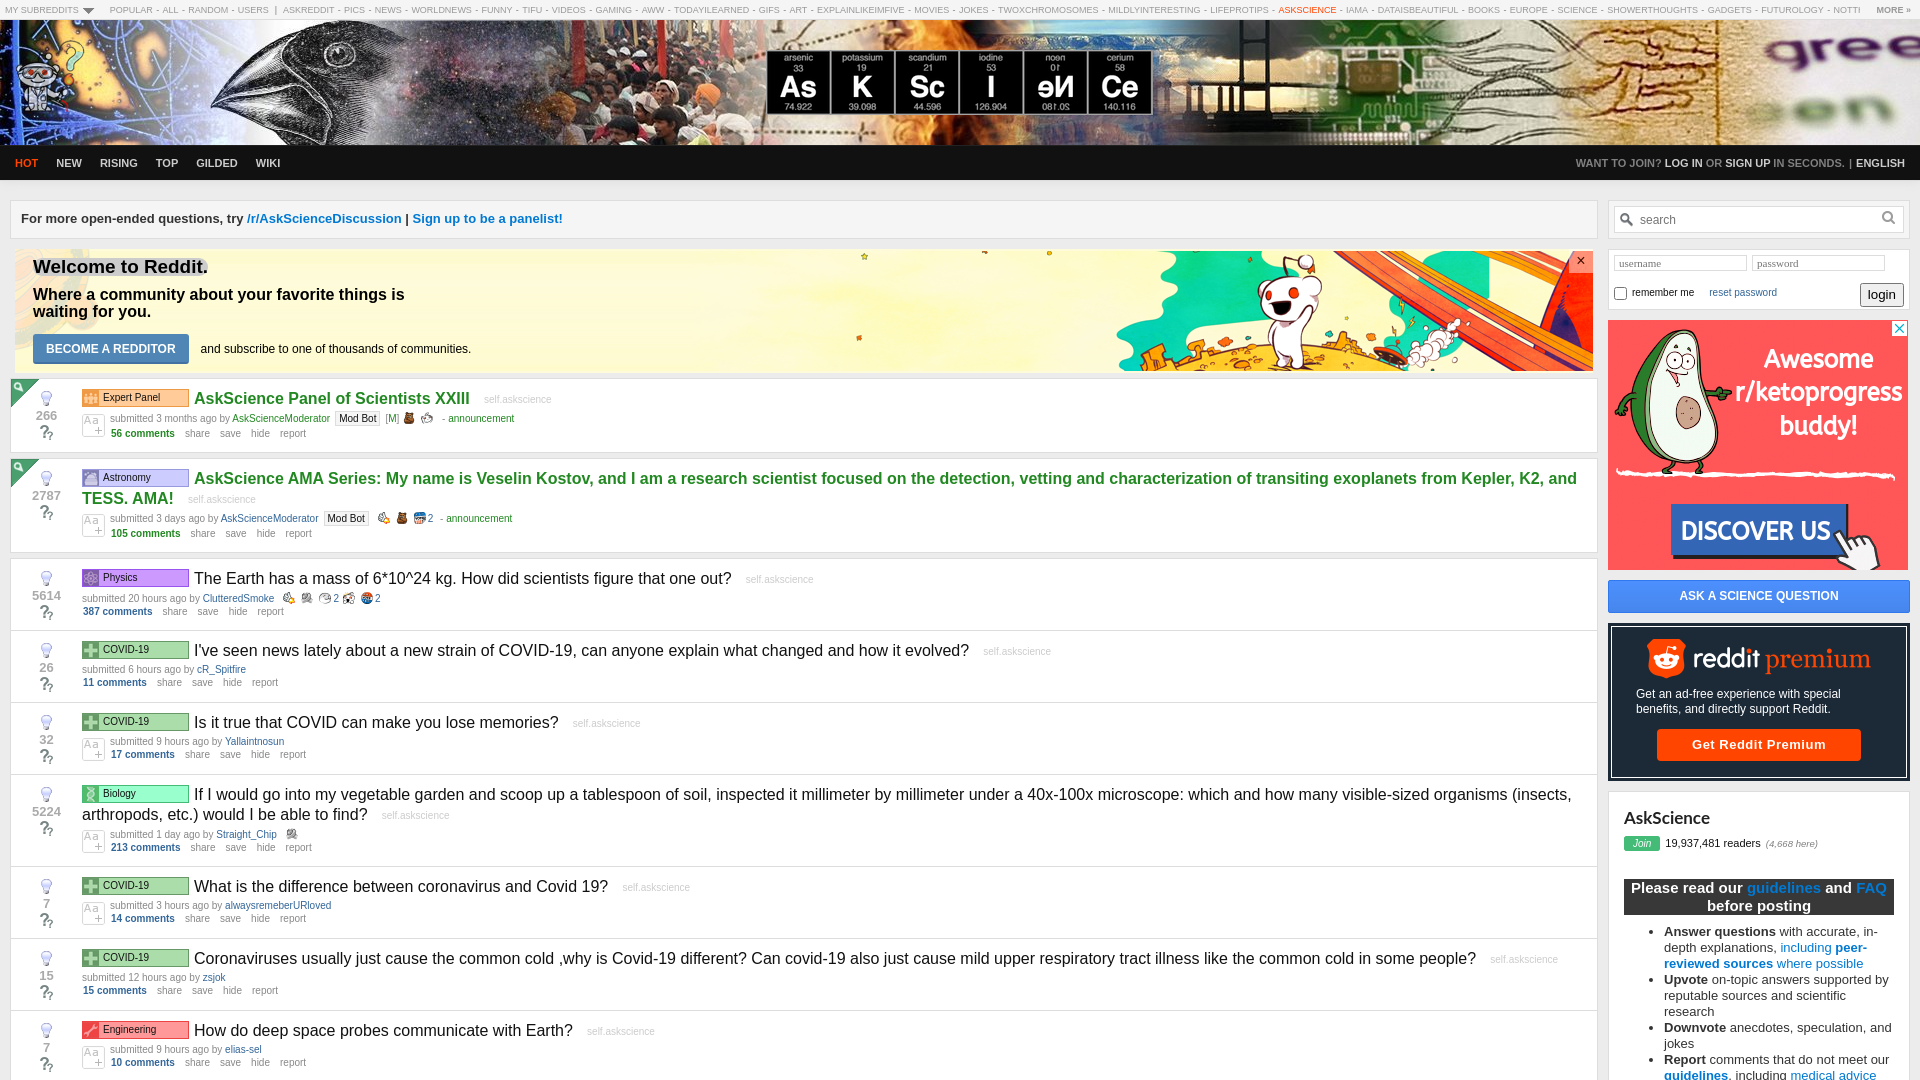 MY SUBREDDITS POPULAR - ALL - RANDOM - USERS | ASKREDDIT - PICS - NEWS - WORLDNEWS - FUNNY - TIFU - VIDEOS - GAMING - AWW - TODAYILEARNED - GIFS - ART - EXPLAINLIKEIMFIVE - MOVIES - JOKES - TWOXCHROMOSOMES - MILDLYINTERESTING - LIFEPROTIPS - ASKSCIENCE - IAMA - DATAISBEAUTIFUL - BOOKS - EUROPE - SCIENCE - SHOWERTHOUGHTS - GADGETS - FUTUROLOGY - NOTTI MORE »
arsenic potassium scandium iodine neon cerium
33 19 21 53 10 58
As K Sc I Ne Ce
74.922 39.098 44.596 126.904 20.1080 140.116
gree
en
HOT NEW RISING TOP GILDED WIKI
WANT TO JOIN? LOG IN OR SIGN UP IN SECONDS. | ENGLISH
For more open-ended questions, try /r/AskScienceDiscussion | Sign up to be a panelist!
Welcome to Reddit.
Where a community about your favorite things is
waiting for you.
BECOME A REDDITOR and subscribe to one of thousands of communities.
×
266
Expert Panel AskScience Panel of Scientists XXIII self.askscience
Aa+ submitted 3 months ago by AskScienceModerator Mod Bot [M] - announcement
56 comments share save hide report
2787
Astronomy AskScience AMA Series: My name is Veselin Kostov, and I am a research scientist focused on the detection, vetting and characterization of transiting exoplanets from Kepler, K2, and
TESS. AMA! self.askscience
Aa+ submitted 3 days ago by AskScienceModerator Mod Bot 2 - announcement
105 comments share save hide report
5614
Physics The Earth has a mass of 6*10^24 kg. How did scientists figure that one out? self.askscience
submitted 20 hours ago by ClutteredSmoke 2 2
387 comments share save hide report
26
COVID-19 I've seen news lately about a new strain of COVID-19, can anyone explain what changed and how it evolved? self.askscience
submitted 6 hours ago by cR_Spitfire
11 comments share save hide report
32
COVID-19 Is it true that COVID can make you lose memories? self.askscience
Aa+ submitted 9 hours ago by Yallaintnosun
17 comments share save hide report
5224
Biology If I would go into my vegetable garden and scoop up a tablespoon of soil, inspected it millimeter by millimeter under a 40x-100x microscope: which and how many visible-sized organisms (insects,
arthropods, etc.) would I be able to find? self.askscience
Aa+ submitted 1 day ago by Straight_Chip
213 comments share save hide report
7
COVID-19 What is the difference between coronavirus and Covid 19? self.askscience
Aa+ submitted 3 hours ago by alwaysremeberURloved
14 comments share save hide report
15
COVID-19 Coronaviruses usually just cause the common cold ,why is Covid-19 different? Can covid-19 also just cause mild upper respiratory tract illness like the common cold in some people? self.askscience
submitted 12 hours ago by zsjok
15 comments share save hide report
7
Engineering How do deep space probes communicate with Earth? self.askscience
Aa+ submitted 9 hours ago by elias-sel
10 comments share save hide report
search
username password
remember me reset password login
Awesome
r/ketoprogress
buddy!
DISCOVER US
ASK A SCIENCE QUESTION
reddit premium
Get an ad-free experience with special
benefits, and directly support Reddit.
Get Reddit Premium
AskScience
Join 19,937,481 readers (4,668 here)
Please read our guidelines and FAQ
before posting
• Answer questions with accurate, in-
depth explanations, including peer-
reviewed sources where possible
• Upvote on-topic answers supported by
reputable sources and scientific
research
• Downvote anecdotes, speculation, and
jokes
• Report comments that do not meet our
guidelines, including medical advice